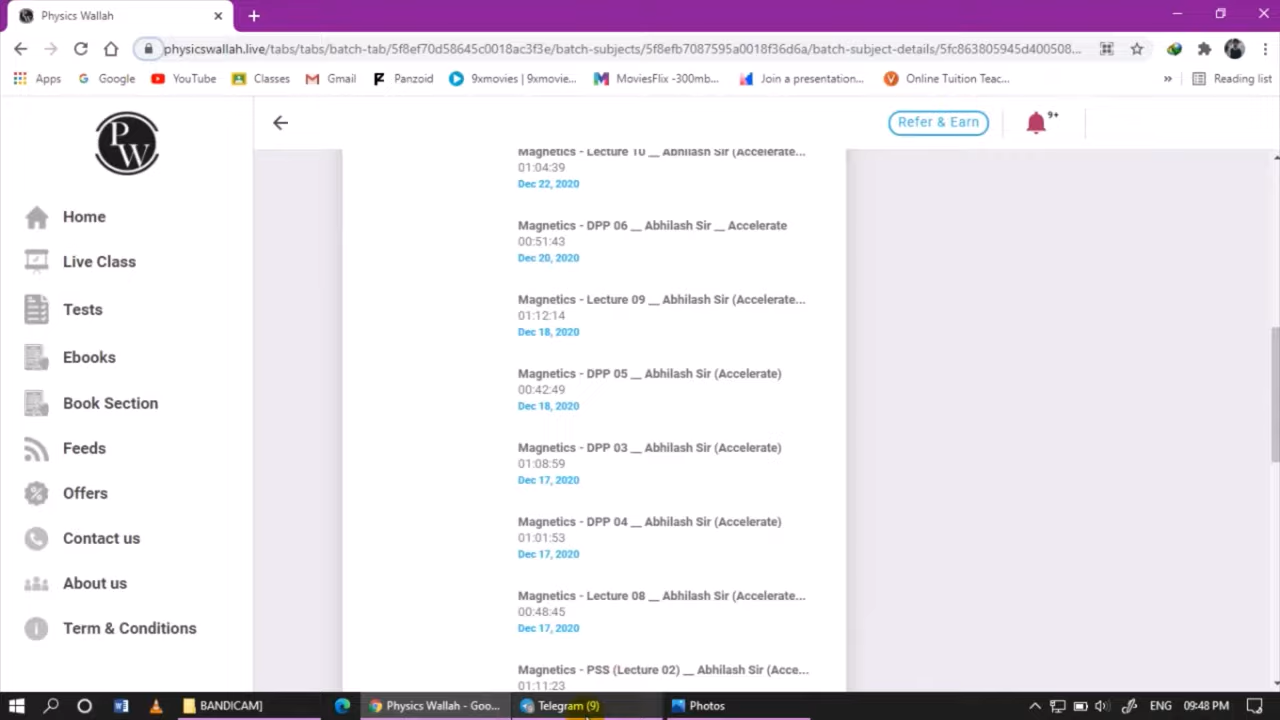 Physics Wallah
physicswallah.live/tabs/tabs/batch-tab/5f8ef70d58645c0018ac3f3e/batch-subjects/5f8efb7087595a0018f36d6a/batch-subject-details/5fc863805945d400508...
Apps Google YouTube Classes Gmail Panzoid 9xmovies | 9xmovie... MoviesFlix -300mb... Join a presentation... Online Tuition Teac... » Reading list
PW
Refer & Earn
9+
Home
Live Class
Tests
Ebooks
Book Section
Feeds
Offers
Contact us
About us
Term & Conditions
Magnetics - Lecture 10 __ Abhilash Sir (Accelerate...
01:04:39
Dec 22, 2020
Magnetics - DPP 06 __ Abhilash Sir __ Accelerate
00:51:43
Dec 20, 2020
Magnetics - Lecture 09 __ Abhilash Sir (Accelerate...
01:12:14
Dec 18, 2020
Magnetics - DPP 05 __ Abhilash Sir (Accelerate)
00:42:49
Dec 18, 2020
Magnetics - DPP 03 __ Abhilash Sir (Accelerate)
01:08:59
Dec 17, 2020
Magnetics - DPP 04 __ Abhilash Sir (Accelerate)
01:01:53
Dec 17, 2020
Magnetics - Lecture 08 __ Abhilash Sir (Accelerate...
00:48:45
Dec 17, 2020
Magnetics - PSS (Lecture 02) __ Abhilash Sir (Acce...
01:11:23
BANDICAM] Physics Wallah - Goo... Telegram (9) Photos ENG 09:48 PM